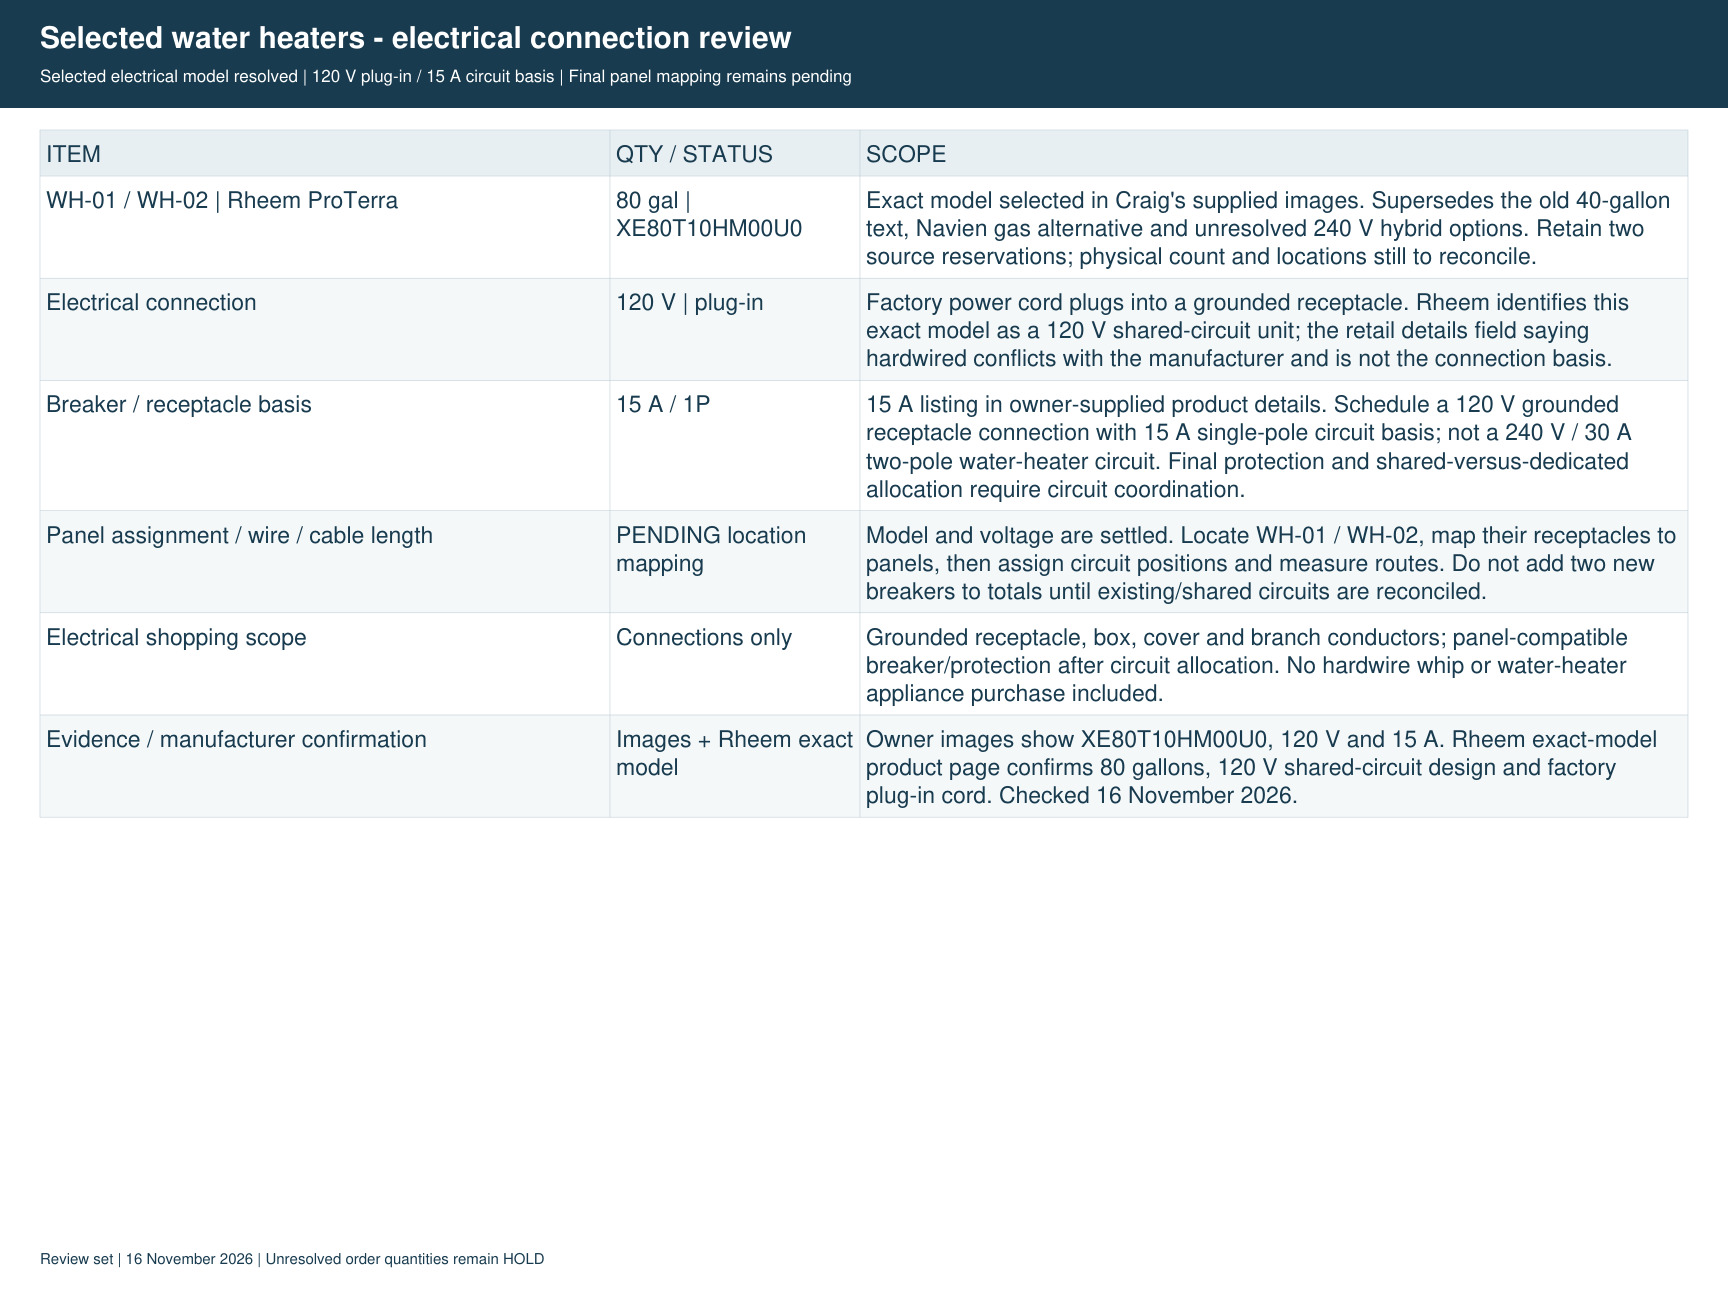 Selected water heaters - electrical connection review
Selected electrical model resolved | 120 V plug-in / 15 A circuit basis | Final panel mapping remains pending
ITEM
QTY / STATUS
SCOPE
WH-01 / WH-02 | Rheem ProTerra
80 gal |
XE80T10HM00U0
Exact model selected in Craig's supplied images. Supersedes the old 40-gallon
text, Navien gas alternative and unresolved 240 V hybrid options. Retain two
source reservations; physical count and locations still to reconcile.
Electrical connection
120 V | plug-in
Factory power cord plugs into a grounded receptacle. Rheem identifies this
exact model as a 120 V shared-circuit unit; the retail details field saying
hardwired conflicts with the manufacturer and is not the connection basis.
Breaker / receptacle basis
15 A / 1P
15 A listing in owner-supplied product details. Schedule a 120 V grounded
receptacle connection with 15 A single-pole circuit basis; not a 240 V / 30 A
two-pole water-heater circuit. Final protection and shared-versus-dedicated
allocation require circuit coordination.
Panel assignment / wire / cable length
PENDING location
mapping
Model and voltage are settled. Locate WH-01 / WH-02, map their receptacles to
panels, then assign circuit positions and measure routes. Do not add two new
breakers to totals until existing/shared circuits are reconciled.
Electrical shopping scope
Connections only
Grounded receptacle, box, cover and branch conductors; panel-compatible
breaker/protection after circuit allocation. No hardwire whip or water-heater
appliance purchase included.
Evidence / manufacturer confirmation
Images + Rheem exact
model
Owner images show XE80T10HM00U0, 120 V and 15 A. Rheem exact-model
product page confirms 80 gallons, 120 V shared-circuit design and factory
plug-in cord. Checked 16 November 2026.
Review set | 16 November 2026 | Unresolved order quantities remain HOLD